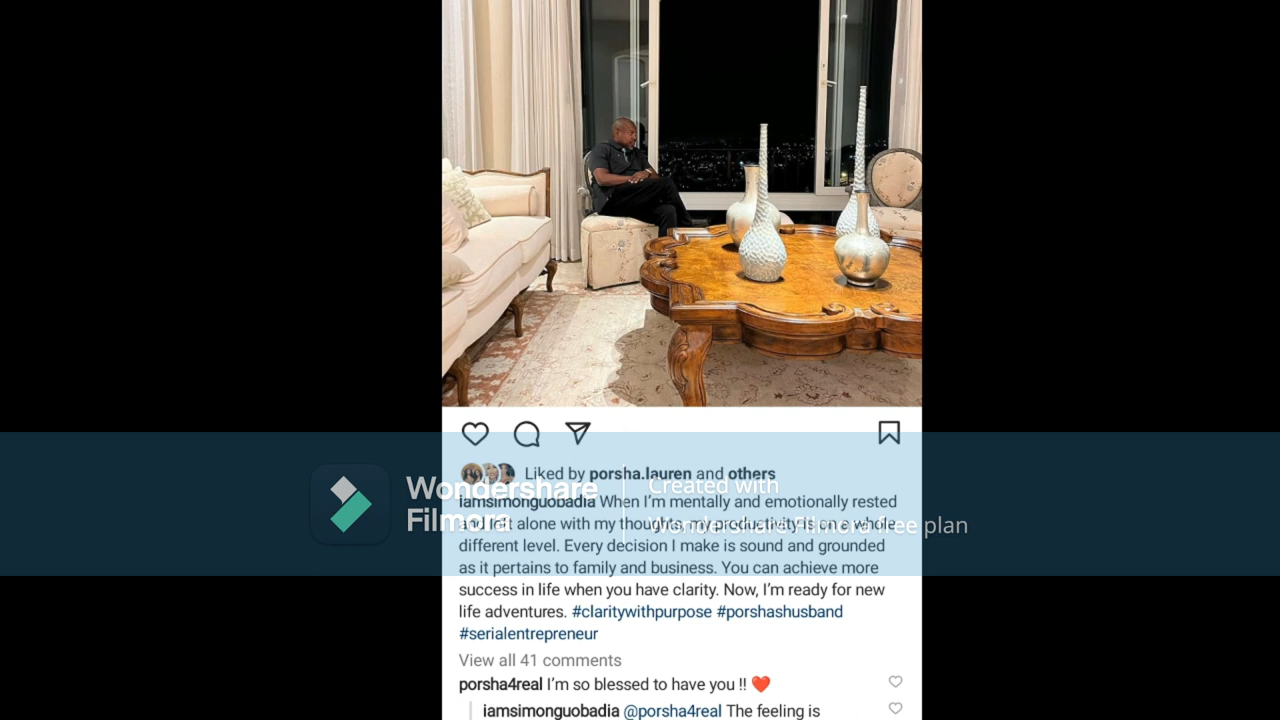 Liked by porsha.lauren and others
iamsimonguobadia When I'm mentally and emotionally rested
and left alone with my thoughts, my productivity is on a whole
different level. Every decision I make is sound and grounded
as it pertains to family and business. You can achieve more
success in life when you have clarity. Now, I'm ready for new
life adventures. #claritywithpurpose #porshashusband
#serialentrepreneur
View all 41 comments
porsha4real I'm so blessed to have you !! ❤️
iamsimonguobadia @porsha4real The feeling is
Wondershare
Filmora
Created with
Wondershare Filmora free plan